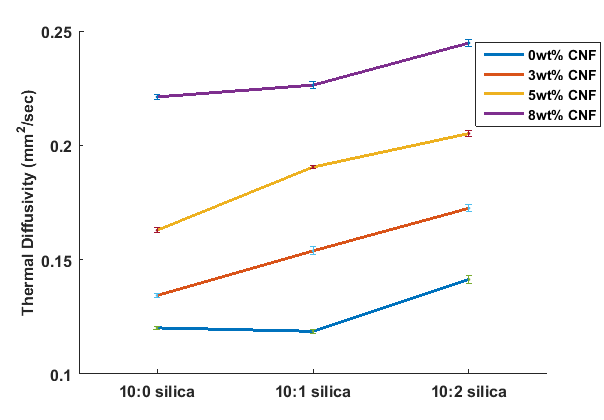 Thermal Diffusivity (mm²/sec)
0.25
0.2
0.15
0.1
10:0 silica
10:1 silica
10:2 silica
0wt% CNF
3wt% CNF
5wt% CNF
8wt% CNF